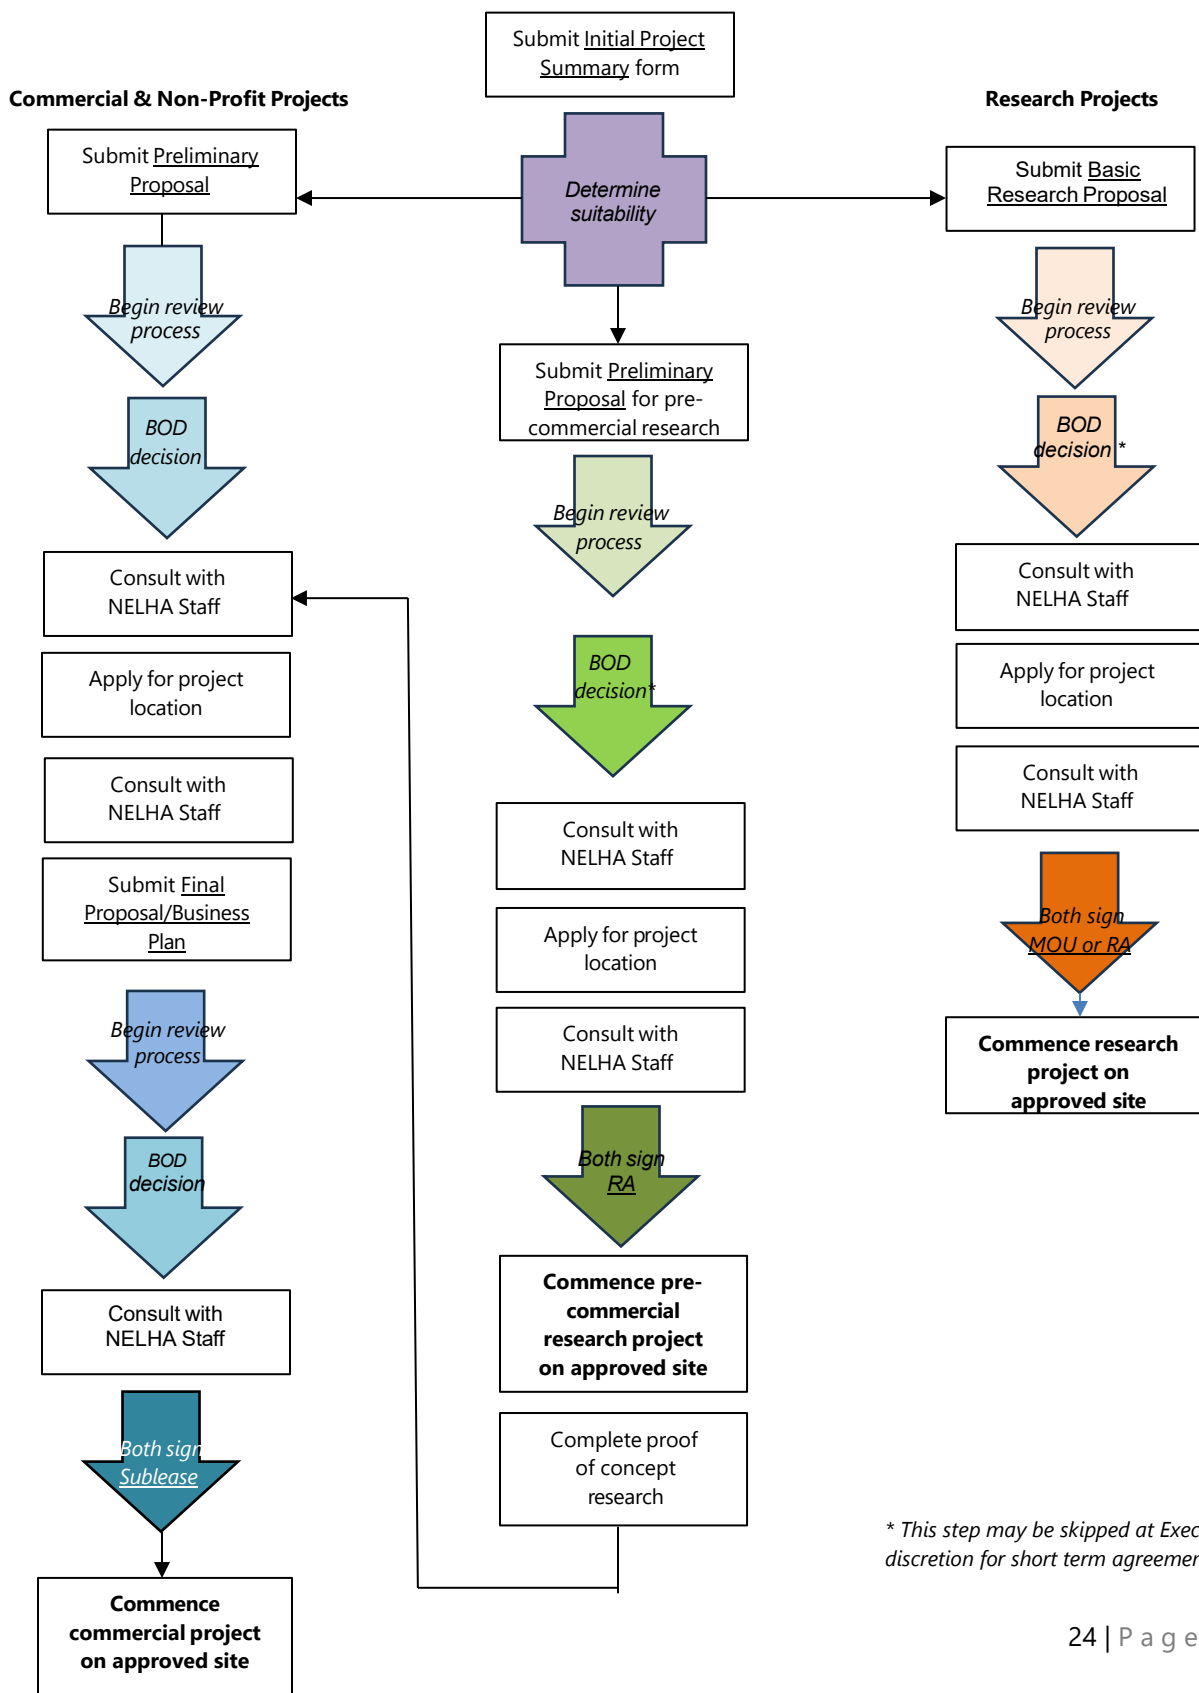 Submit Initial Project
Summary form
Commercial & Non-Profit Projects
Research Projects
Submit Preliminary
Proposal
Determine
suitability
Submit Basic
Research Proposal
Begin review
process
BOD
decision
Consult with
NELHA Staff
Apply for project
location
Consult with
NELHA Staff
Submit Final
Proposal/Business
Plan
Begin review
process
BOD
decision
Consult with
NELHA Staff
Both sign
Sublease
Commence
commercial project
on approved site
Submit Preliminary
Proposal for pre-
commercial research
Begin review
process
BOD
decision*
Consult with
NELHA Staff
Apply for project
location
Consult with
NELHA Staff
Both sign
RA
Commence pre-
commercial
research project
on approved site
Complete proof
of concept
research
Begin review
process
BOD
decision *
Consult with
NELHA Staff
Apply for project
location
Consult with
NELHA Staff
Both sign
MOU or RA
Commence research
project on
approved site
* This step may be skipped at Exec
discretion for short term agreemen
24 | P a g e